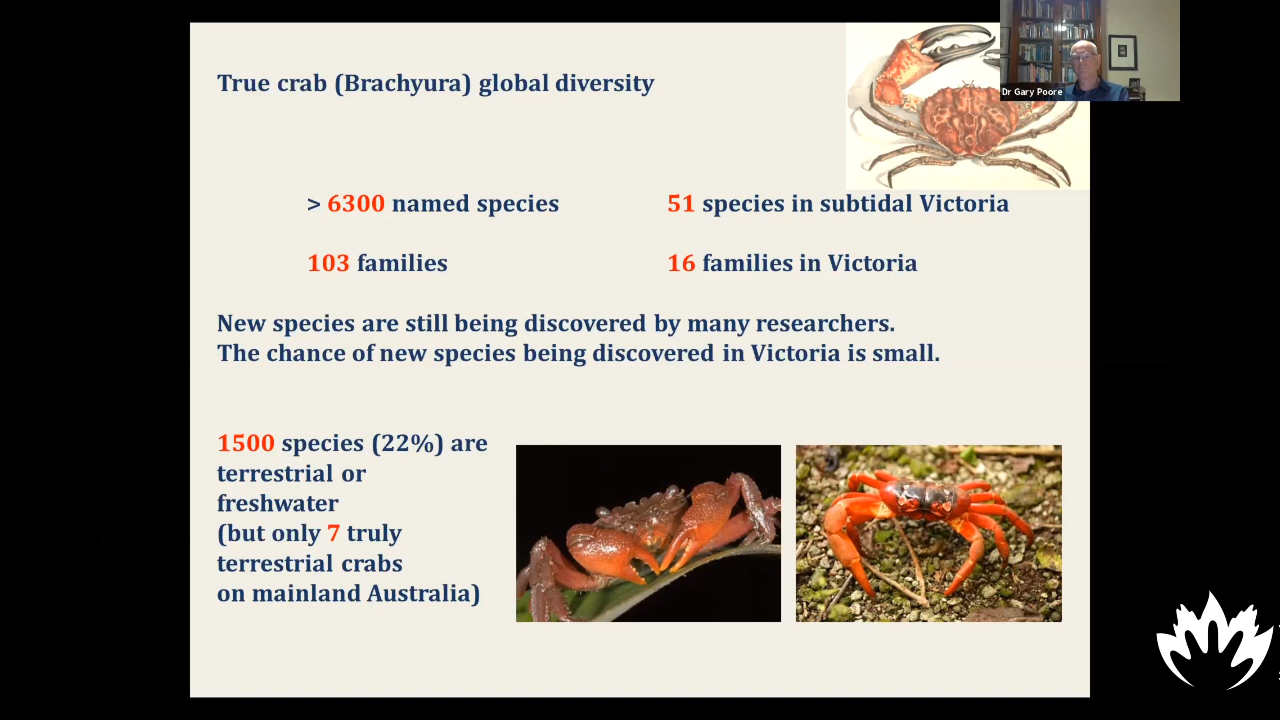 True crab (Brachyura) global diversity
Dr Gary Poore
> 6300 named species
51 species in subtidal Victoria
103 families
16 families in Victoria
New species are still being discovered by many researchers.
The chance of new species being discovered in Victoria is small.
1500 species (22%) are
terrestrial or
freshwater
(but only 7 truly
terrestrial crabs
on mainland Australia)